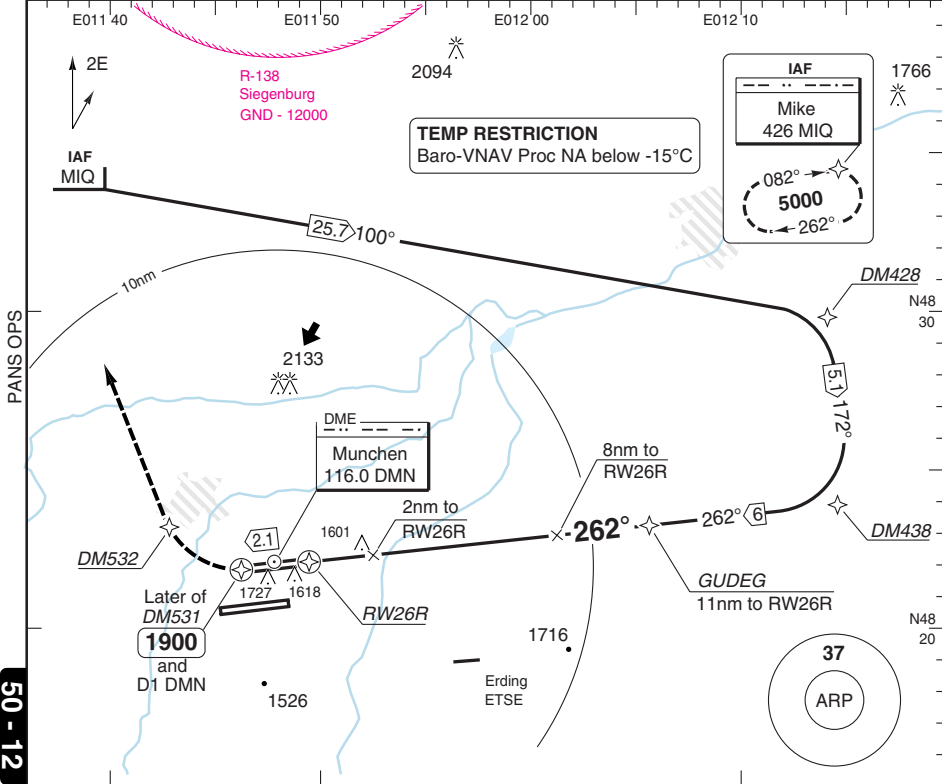 E011 40
E011 50
E012 00
E012 10
2E
R-138
Siegenburg
GND - 12000
2094
1766
IAF
Mike
426 MIQ
082°
5000
262°
TEMP RESTRICTION
Baro-VNAV Proc NA below -15°C
IAF
MIQ
25.7
100°
10nm
DM428
N48
30
PANS OPS
2133
5.1
172°
DME
Munchen
116.0 DMN
8nm to
RW26R
2nm to
RW26R
1601
2.1
262°
262°
6
DM438
DM532
GUDEG
11nm to RW26R
1727
1618
RW26R
Later of
DM531
1900
and
D1 DMN
N48
20
1716
37
ARP
Erding
ETSE
1526
50 - 12